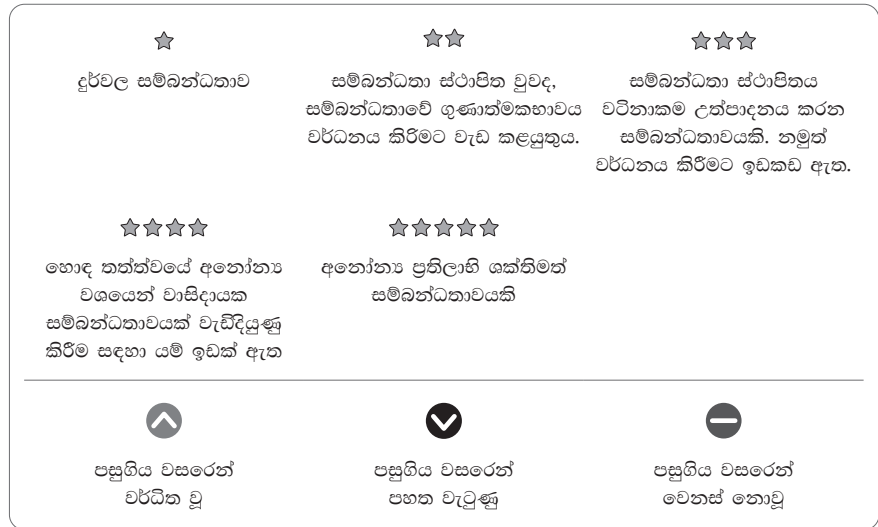 දුර්වල සම්බන්ධතාව
සම්බන්ධතා ස්ථාපිත වුවද,
සම්බන්ධතාවේ ගුණාත්මකභාවය
වර්ධනය කිරිමට වැඩ කළයුතුය.
සම්බන්ධතා ස්ථාපිතය
වටිනාකම උත්පාදනය කරන
සම්බන්ධතාවයකි. නමුත්
වර්ධනය කිරීමට ඉඩකඩ ඇත.
හොඳ තත්ත්වයේ අනෝන්‍ය
වශයෙන් වාසිදායක
සම්බන්ධතාවයක් වැඩිදියුණු
කිරීම සඳහා යම් ඉඩක් ඇත
අනෝන්‍ය ප්‍රතිලාභි ශක්තිමත්
සම්බන්ධතාවයකි
පසුගිය වසරෙන්
වර්ධිත වූ
පසුගිය වසරෙන්
පහත වැටුණු
පසුගිය වසරෙන්
වෙනස් නොවූ